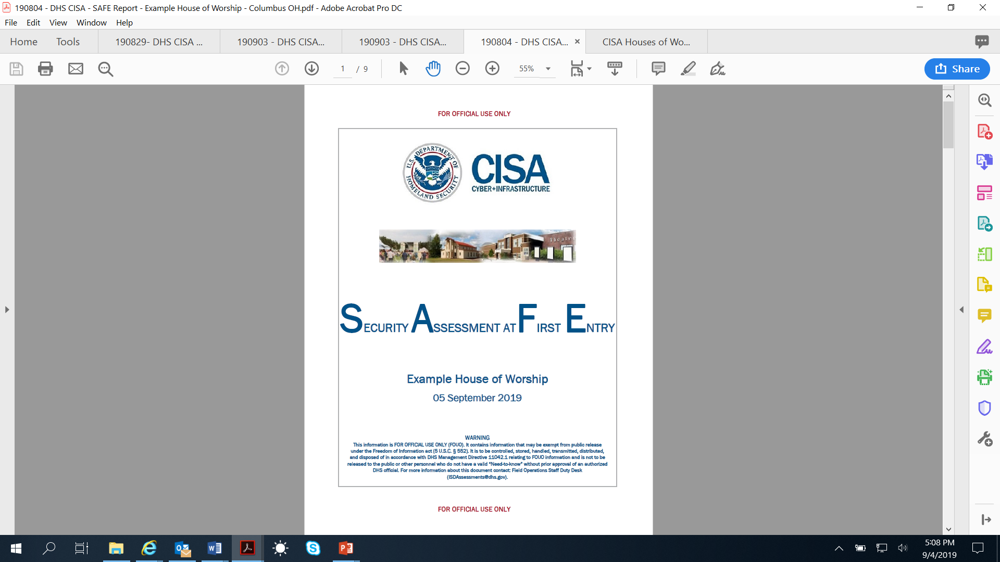 190804 - DHS CISA - SAFE Report - Example House of Worship - Columbus OH.pdf - Adobe Acrobat Pro DC
File Edit View Window Help
Home Tools 190829- DHS CISA ... 190903 - DHS CISA... 190903 - DHS CISA... 190804 - DHS CISA... × CISA Houses of Wo...
1 / 9 55% Share
FOR OFFICIAL USE ONLY
U.S. DEPARTMENT OF HOMELAND SECURITY
CISA
CYBER+INFRASTRUCTURE
Theater
SECURITY ASSESSMENT AT FIRST ENTRY
Example House of Worship
05 September 2019
WARNING
This information is FOR OFFICIAL USE ONLY (FOUO). It contains information that may be exempt from public release
under the Freedom of Information act (5 U.S.C. § 552). It is to be controlled, stored, handled, transmitted, distributed,
and disposed of in accordance with DHS Management Directive 11042.1 relating to FOUO information and is not to be
released to the public or other personnel who do not have a valid “Need-to-know” without prior approval of an authorized
DHS official. For more information about this document contact: Field Operations Staff Duty Desk
(ISDAssessments@dhs.gov).
FOR OFFICIAL USE ONLY
5:08 PM
9/4/2019